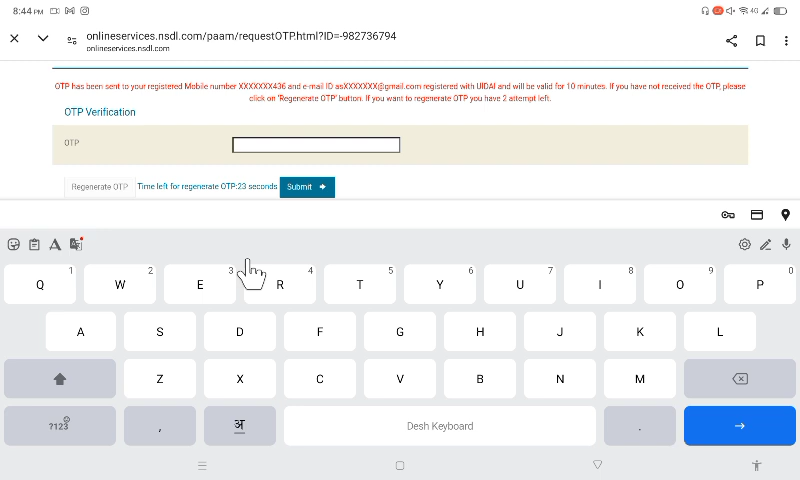 8:44 PM
4G
onlineservices.nsdl.com/paam/requestOTP.html?ID=-982736794
onlineservices.nsdl.com
OTP has been sent to your registered Mobile number XXXXXXX436 and e-mail ID asXXXXXXX@gmail.com registered with UIDAI and will be valid for 10 minutes. If you have not received the OTP, please
click on 'Regenerate OTP' button. If you want to regenerate OTP you have 2 attempt left.
OTP Verification
OTP
Regenerate OTP Time left for regenerate OTP:23 seconds Submit
Q 1 W 2 E 3 R 4 T 5 Y 6 U 7 I 8 O 9 P 0
A S D F G H J K L
Z X C V B N M
?123 , अ Desh Keyboard .